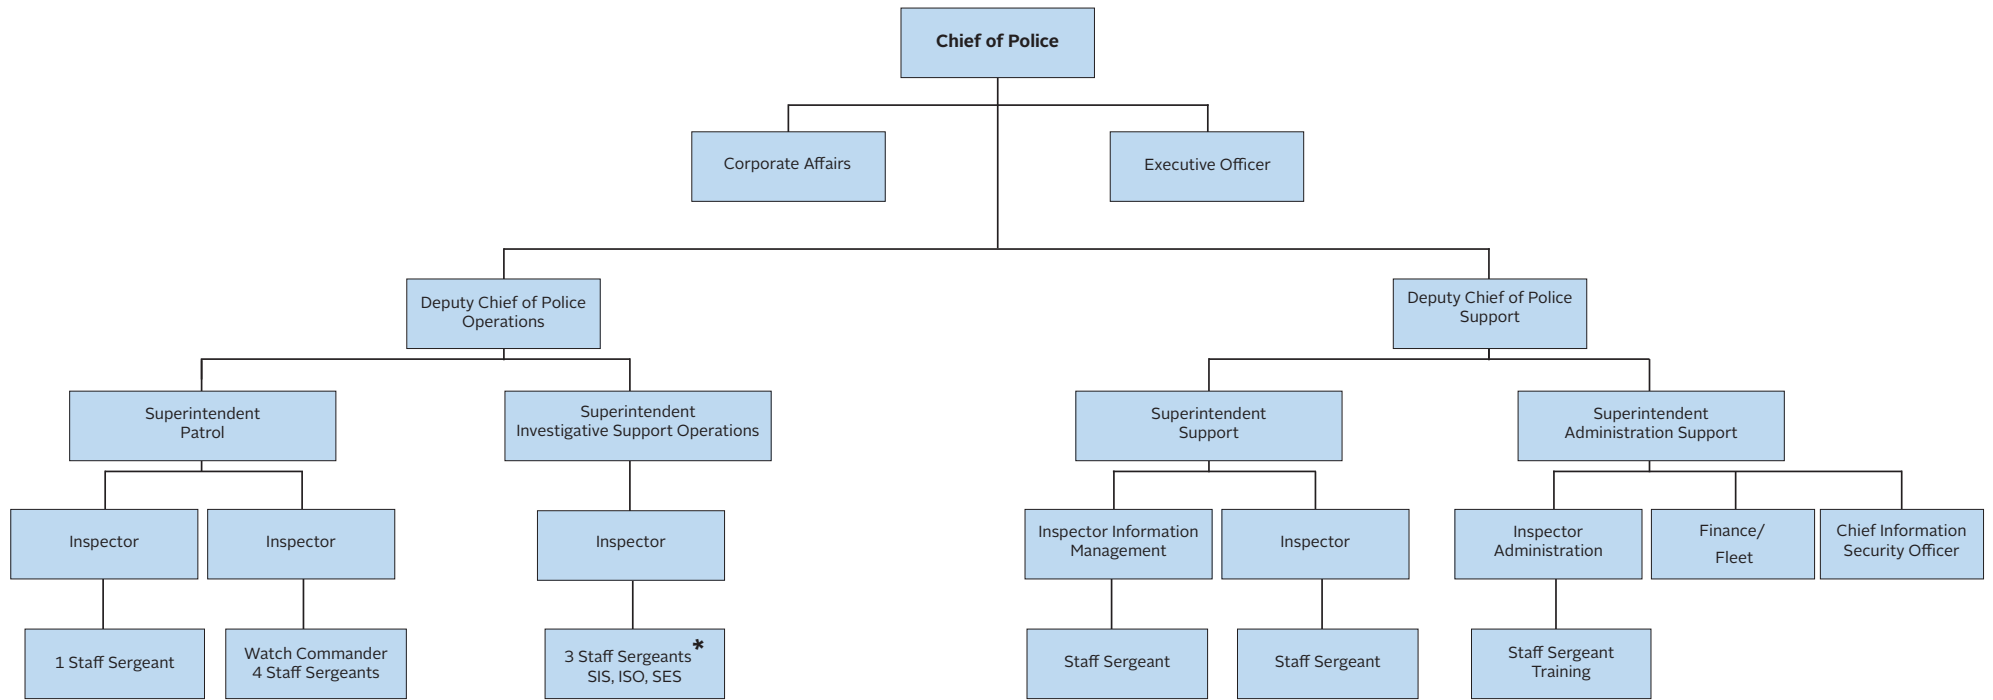 Chief of Police
Corporate Affairs
Executive Officer
Deputy Chief of Police
Operations
Deputy Chief of Police
Support
Superintendent
Patrol
Superintendent
Investigative Support Operations
Superintendent
Support
Superintendent
Administration Support
Inspector
Inspector
Inspector
Inspector Information
Management
Inspector
Inspector
Administration
Finance/
Fleet
Chief Information
Security Officer
1 Staff Sergeant
Watch Commander
4 Staff Sergeants
3 Staff Sergeants*
SIS, ISO, SES
Staff Sergeant
Staff Sergeant
Staff Sergeant
Training